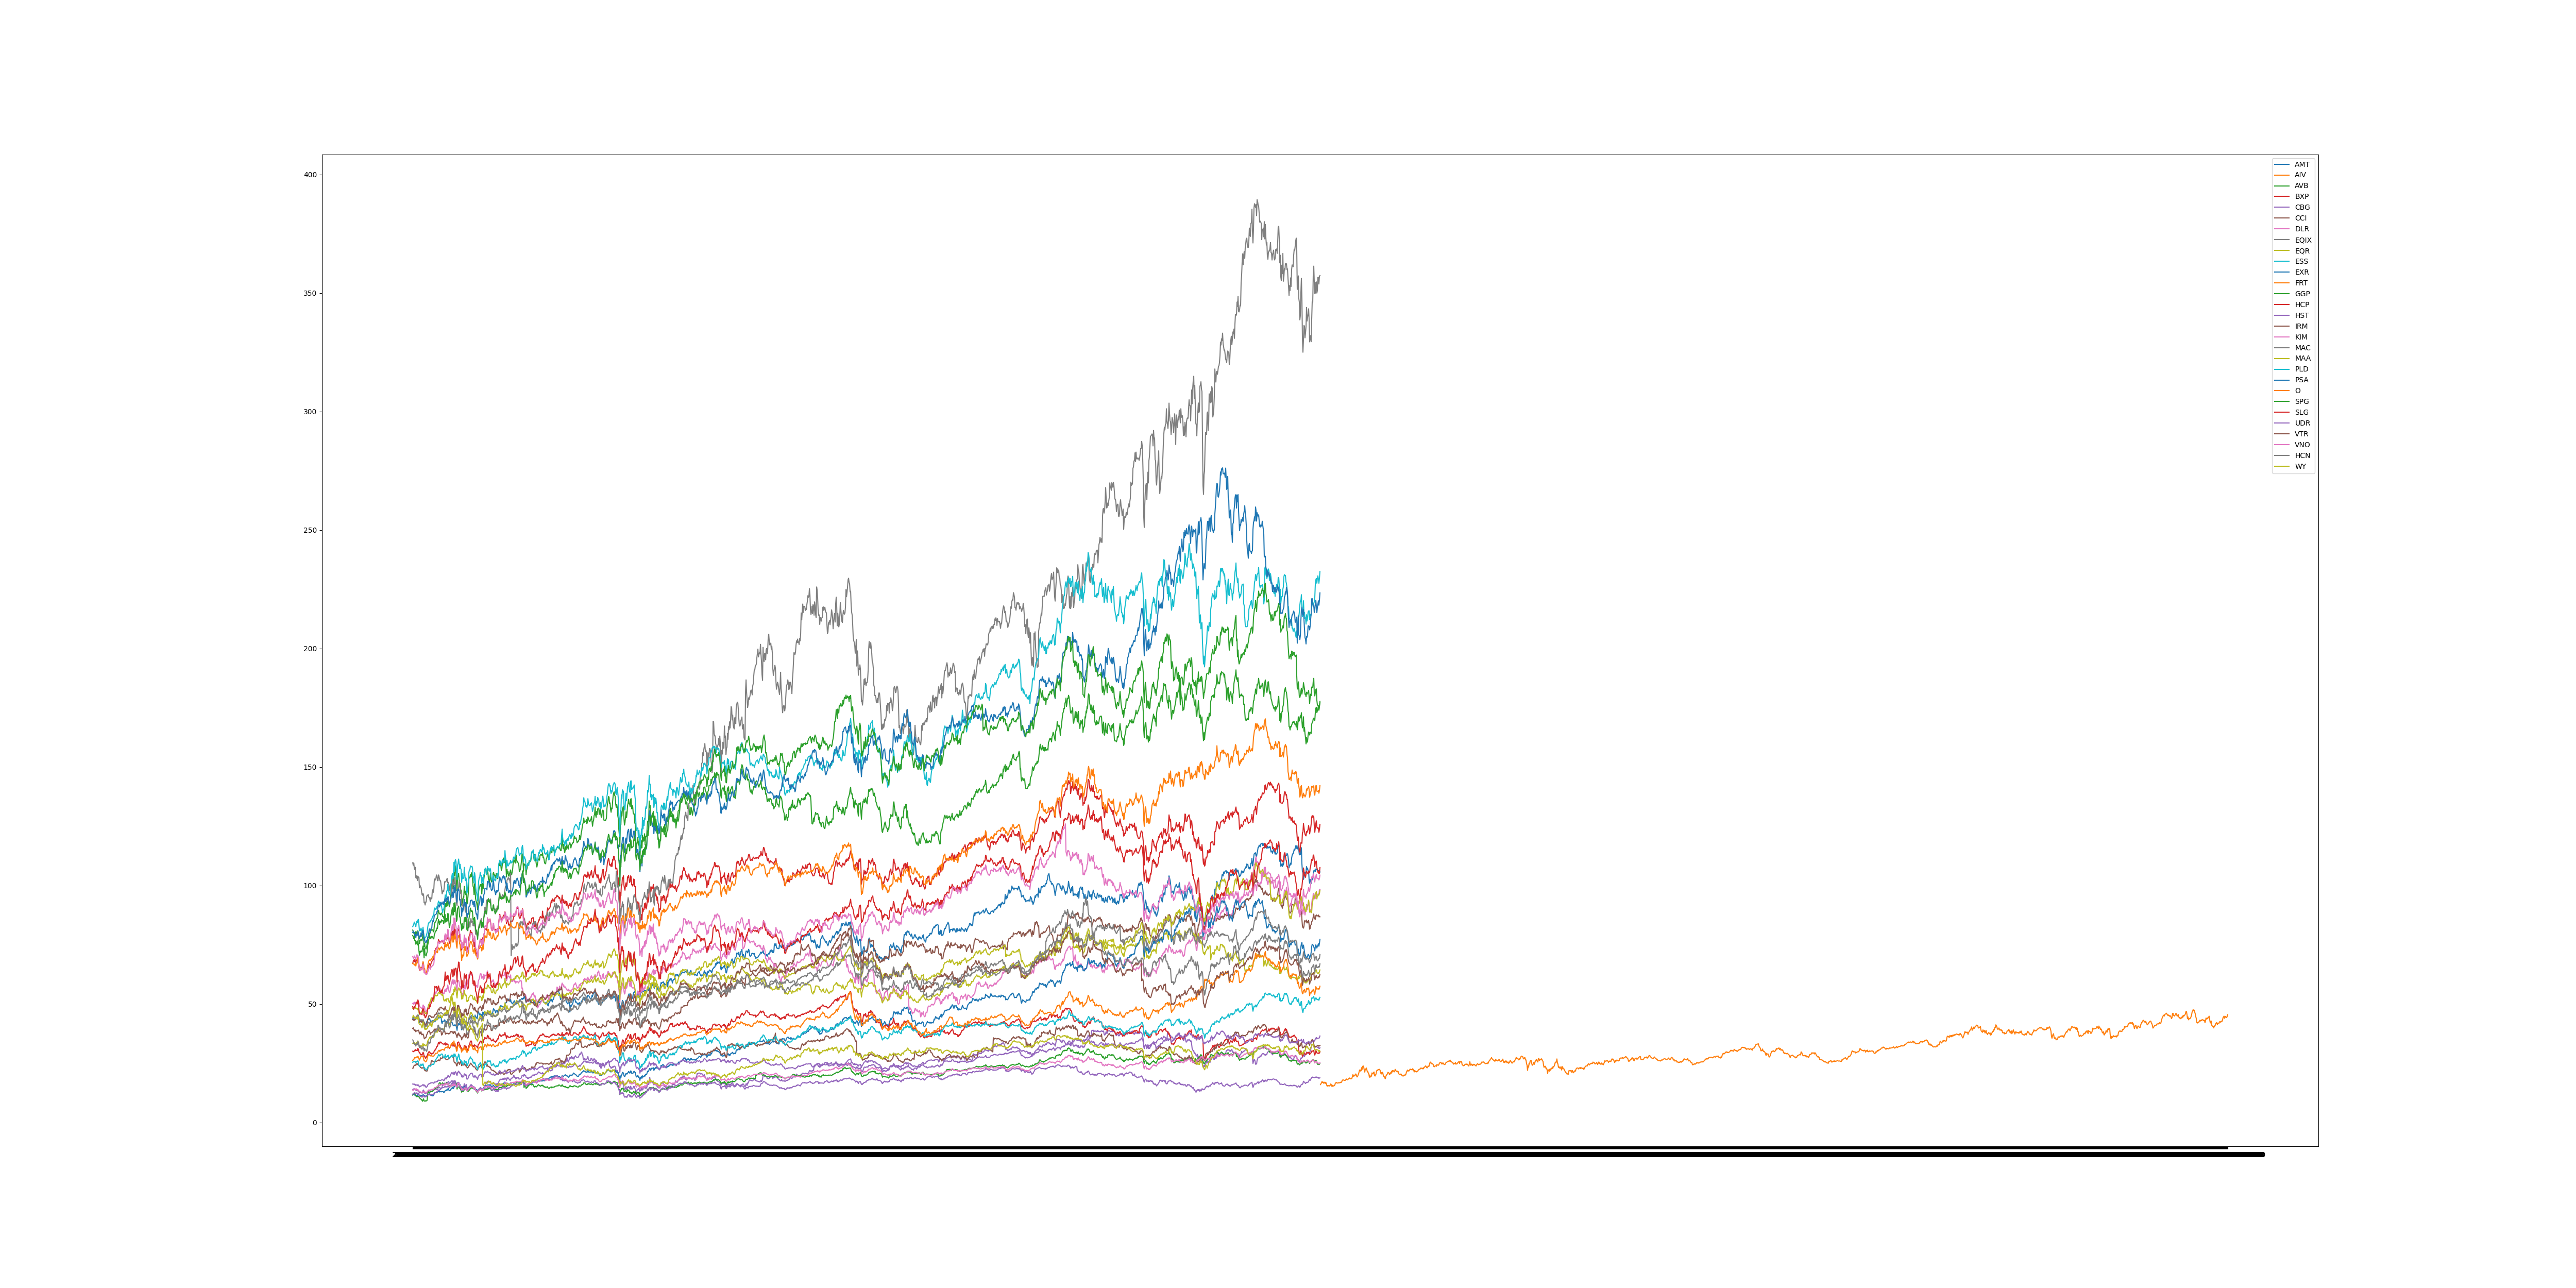 400
350
300
250
200
150
100
50
0
AMT
AIV
AVB
BXP
CBG
CCI
DLR
EQIX
EQR
ESS
EXR
FRT
GGP
HCP
HST
IRM
KIM
MAC
MAA
PLD
PSA
O
SPG
SLG
UDR
VTR
VNO
HCN
WY